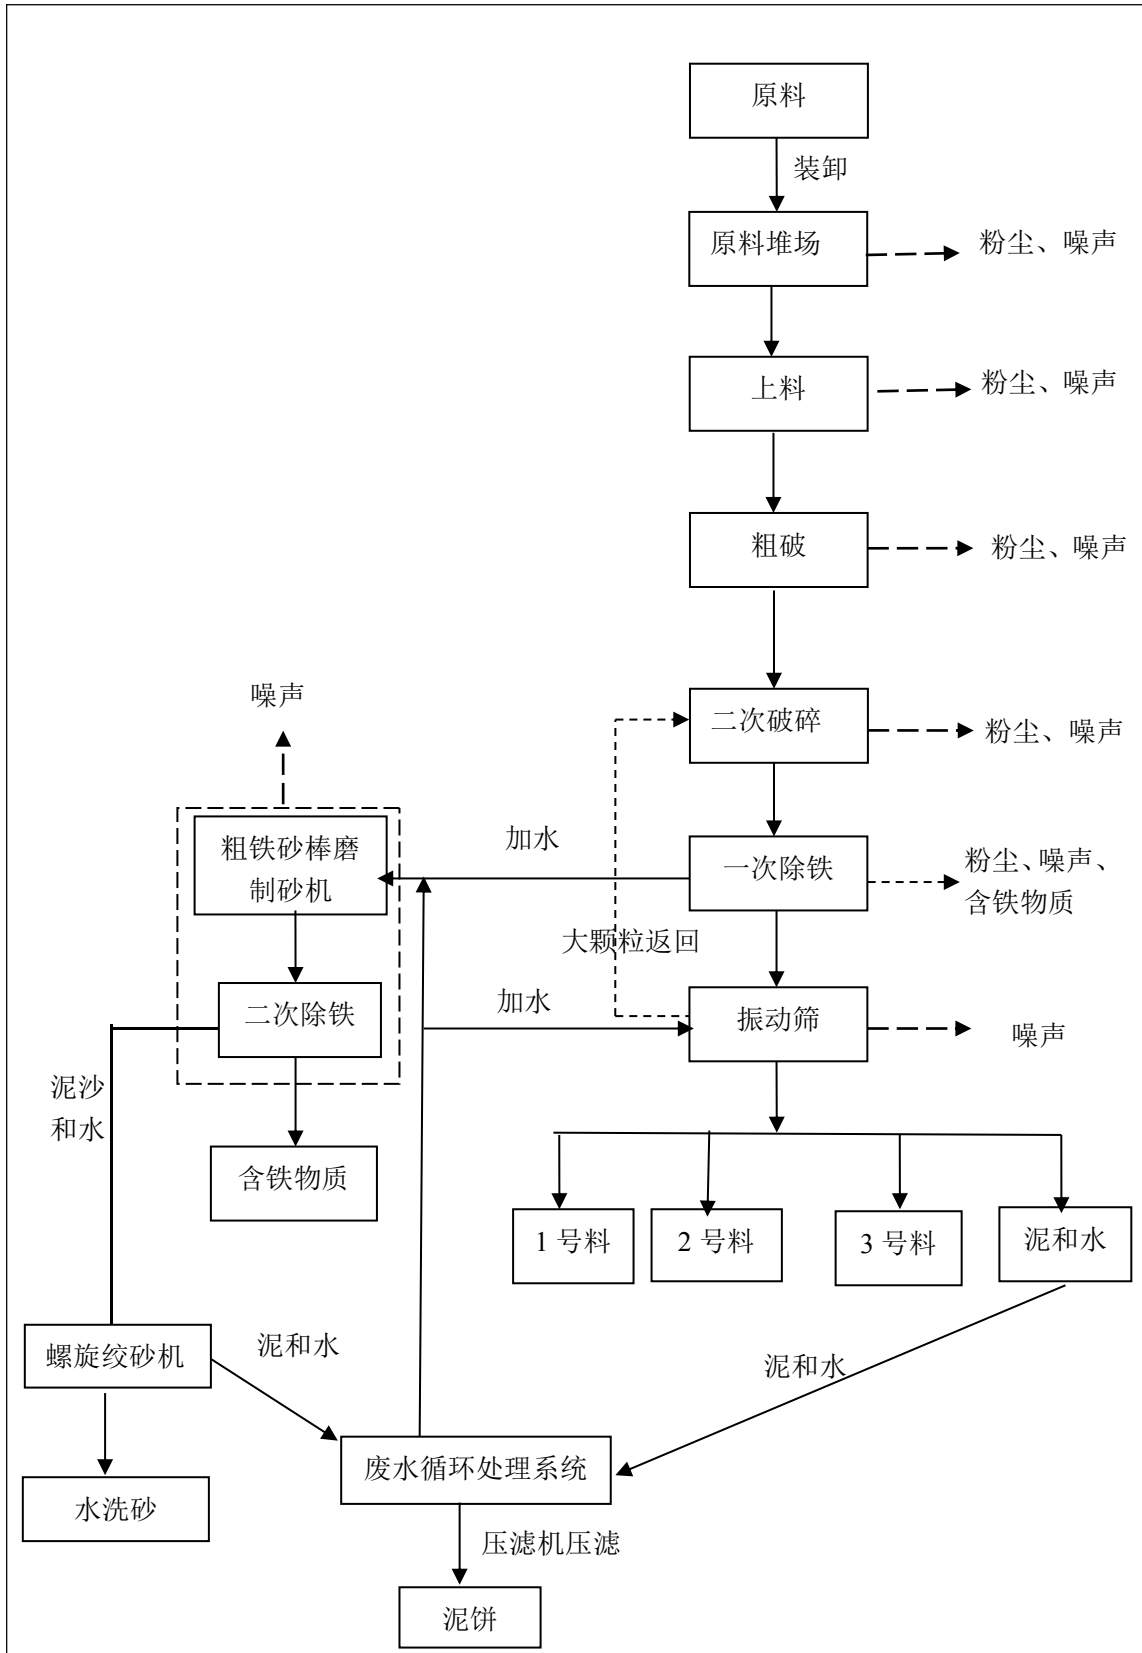 原料
装卸
原料堆场
粉尘、噪声
上料
粉尘、噪声
粗破
粉尘、噪声
噪声
二次破碎
粉尘、噪声
粗铁砂棒磨
制砂机
加水
一次除铁
粉尘、噪声、
含铁物质
大颗粒返回
二次除铁
加水
振动筛
噪声
泥沙
和水
含铁物质
1 号料
2 号料
3 号料
泥和水
螺旋绞砂机
泥和水
泥和水
废水循环处理系统
水洗砂
压滤机压滤
泥饼